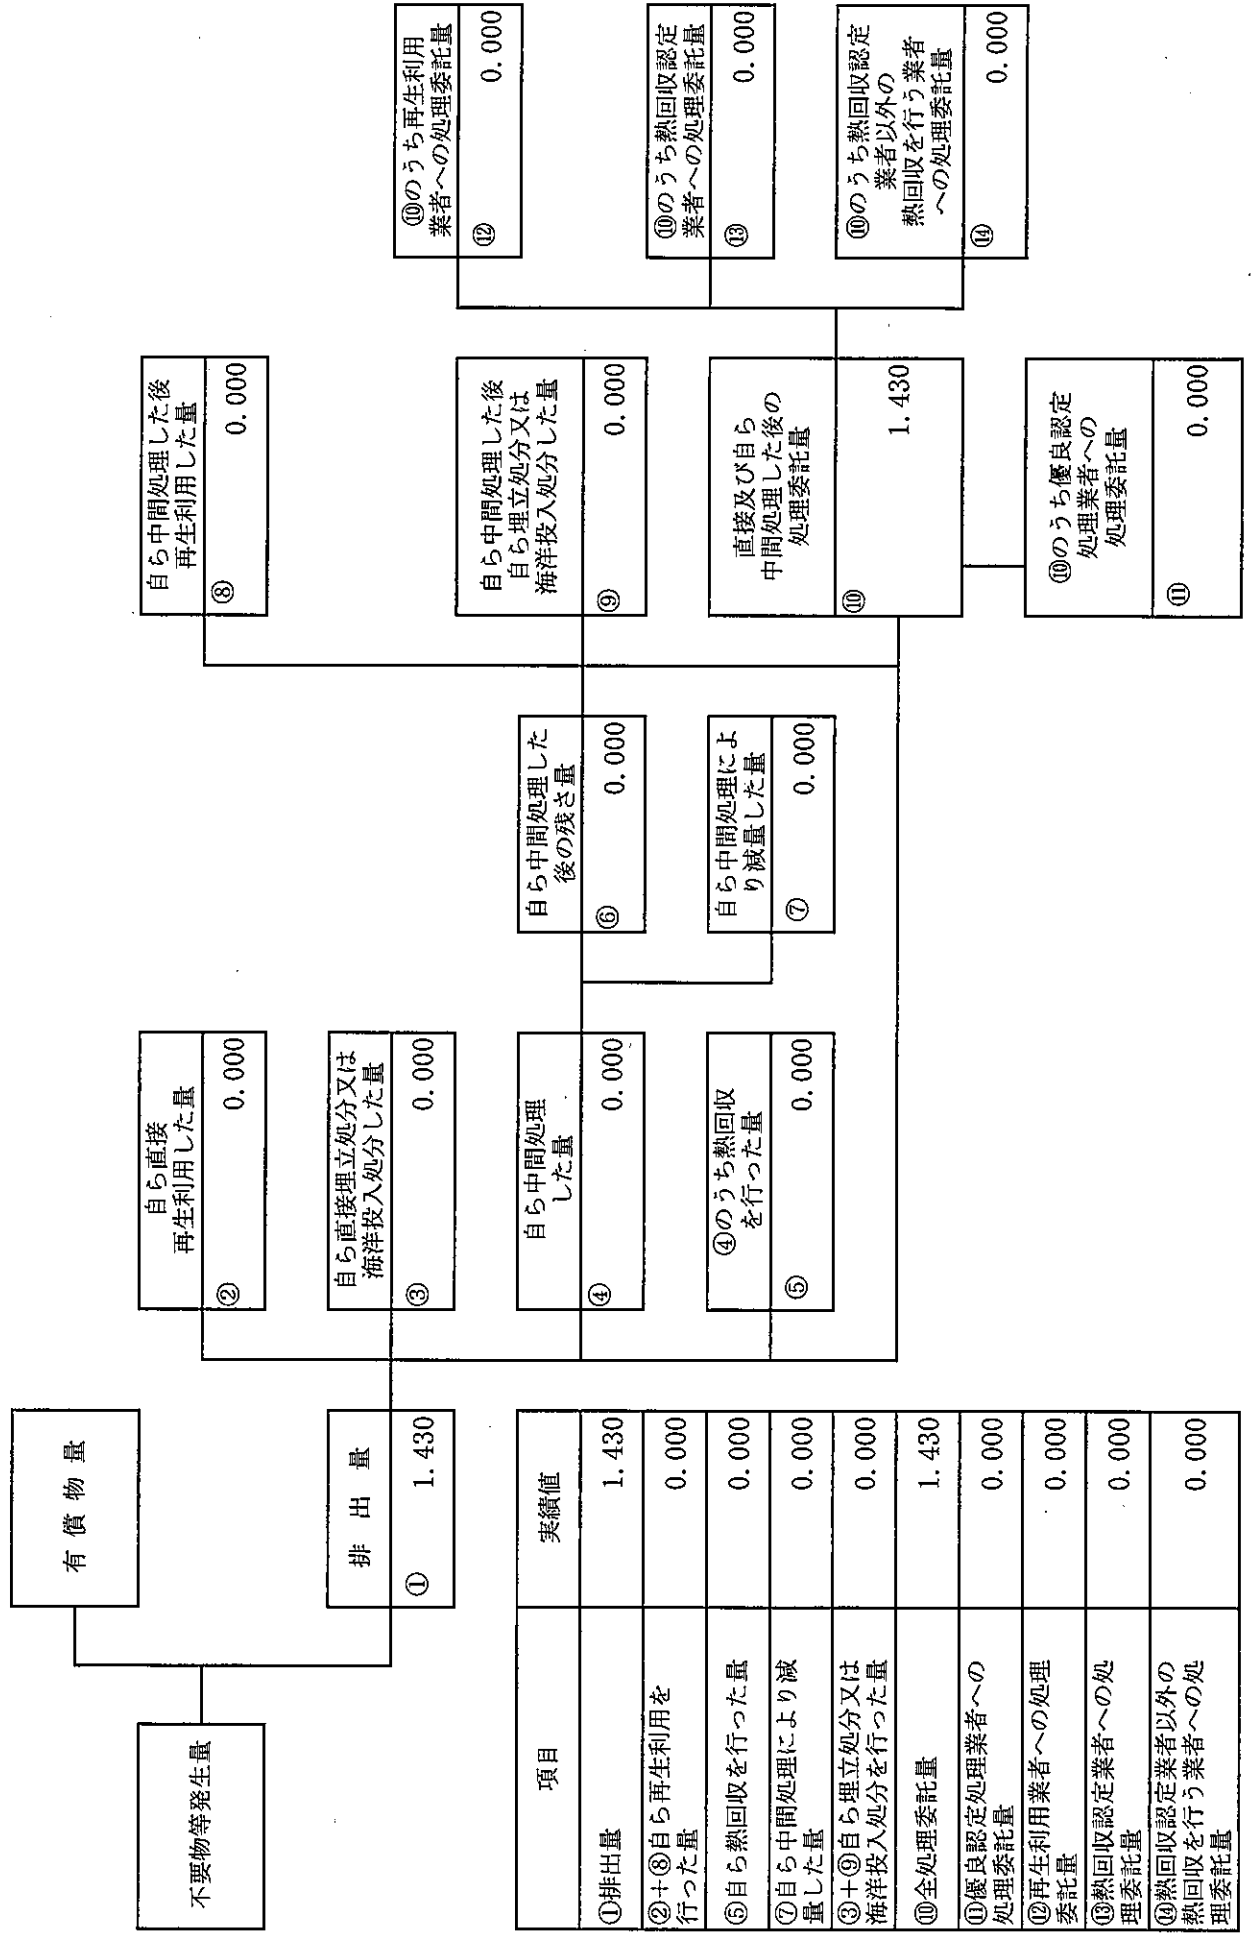 不要物等発生量
有償物量
排出量
① 1.430
自ら直接
再生利用した量
② 0.000
自ら直接埋立処分又は
海洋投入処分した量
③ 0.000
自ら中間処理
した量
④ 0.000
④のうち熱回収
を行った量
⑤ 0.000
自ら中間処理した
後の残さ量
⑥ 0.000
自ら中間処理によ
り減量した量
⑦ 0.000
自ら中間処理した後
再生利用した量
⑧ 0.000
自ら中間処理した後
自ら埋立処分又は
海洋投入処分した量
⑨ 0.000
直接及び自ら
中間処理した後の
処理委託量
⑩ 1.430
⑩のうち優良認定
処理業者への
処理委託量
⑪ 0.000
⑩のうち再生利用
業者への処理委託量
⑫ 0.000
⑩のうち熱回収認定
業者への処理委託量
⑬ 0.000
⑩のうち熱回収認定
業者以外の
熱回収を行う業者
への処理委託量
⑭ 0.000
項目 実績値
①排出量 1.430
②+⑧自ら再生利用を
行った量 0.000
⑤自ら熱回収を行った量 0.000
⑦自ら中間処理により減
量した量 0.000
③+⑨自ら埋立処分又は
海洋投入処分を行った量 0.000
⑩全処理委託量 1.430
⑪優良認定処理業者への
処理委託量 0.000
⑫再生利用業者への処理
委託量 0.000
⑬熱回収認定業者への処
理委託量 0.000
⑭熱回収認定業者以外の
熱回収を行う業者への処
理委託量 0.000